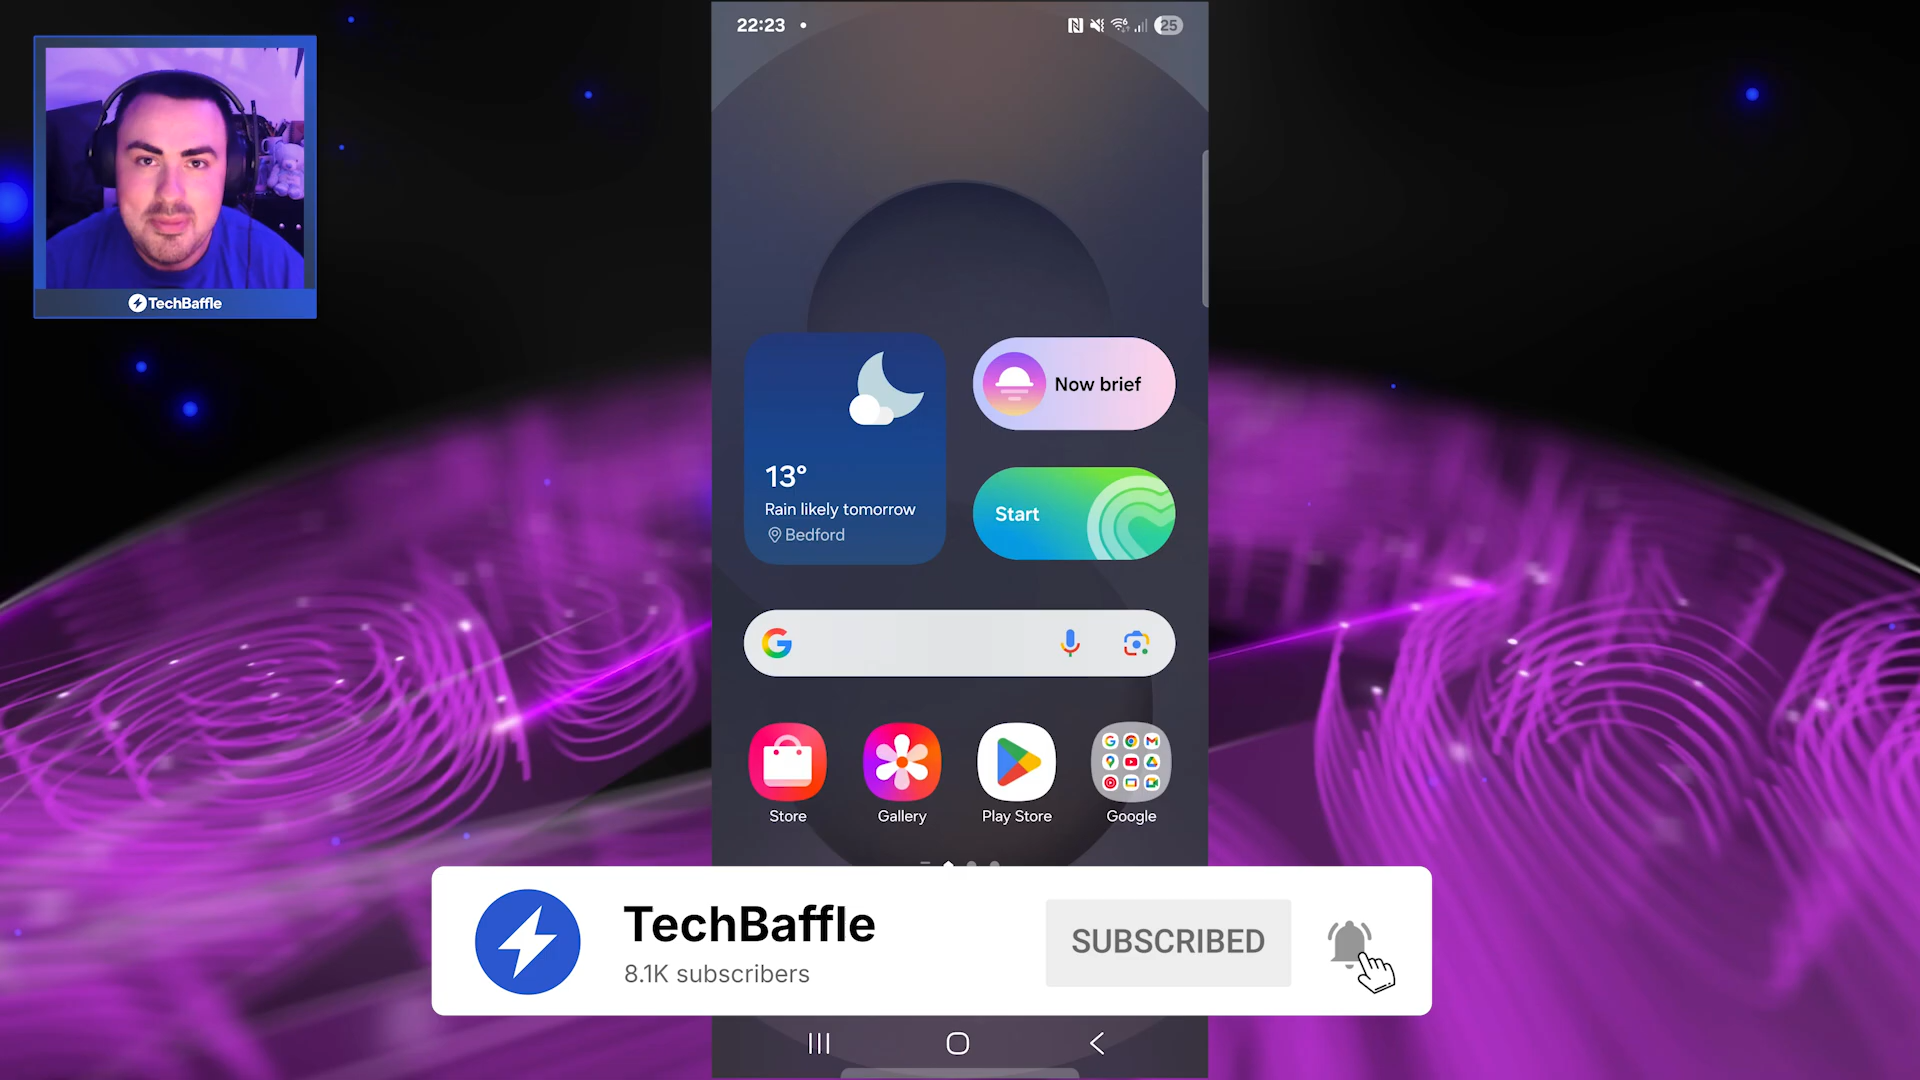 22:23
25
TechBaffle
Now brief
13°
Rain likely tomorrow
Bedford
Start
Store
Gallery
Play Store
Google
TechBaffle
8.1K subscribers
SUBSCRIBED